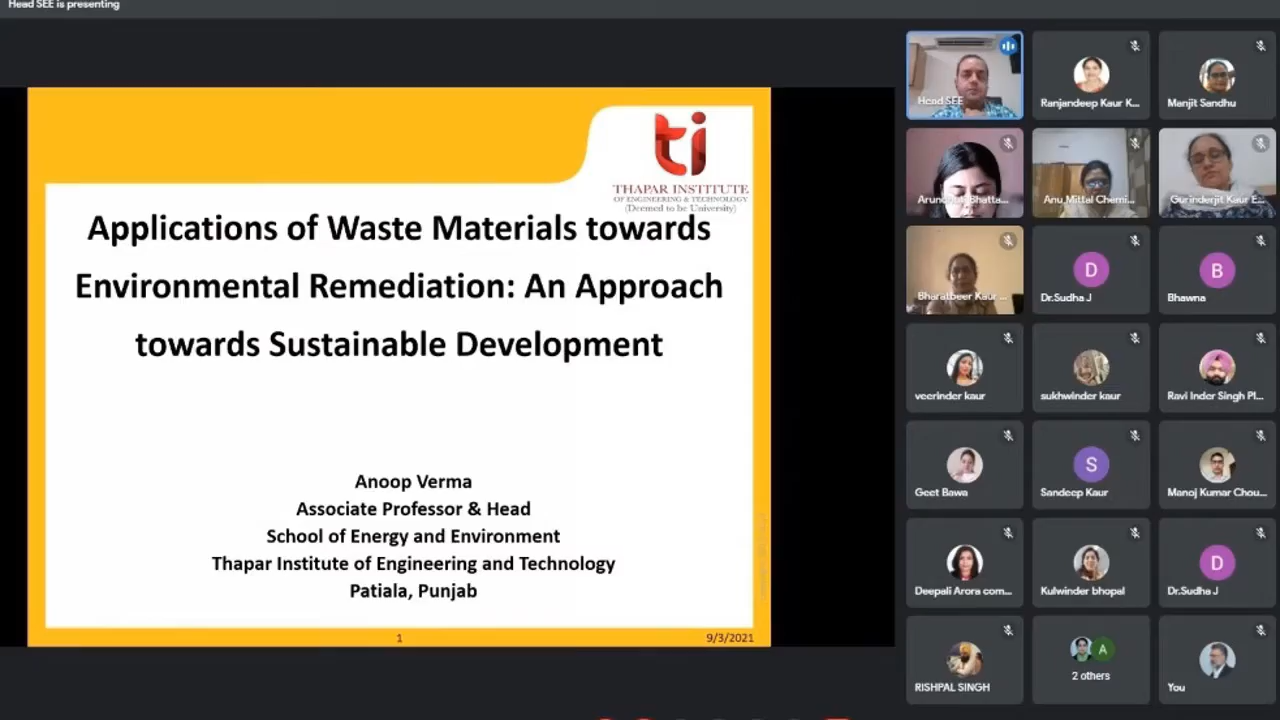 Head SEE is presenting
THAPAR INSTITUTE
OF ENGINEERING & TECHNOLOGY
(Deemed to be University)
Applications of Waste Materials towards
Environmental Remediation: An Approach
towards Sustainable Development
Anoop Verma
Associate Professor & Head
School of Energy and Environment
Thapar Institute of Engineering and Technology
Patiala, Punjab
1
9/3/2021
Head SEE
Ranjandeep Kaur K...
Manjit Sandhu
Bhatta...
Anu Mittal Chemi...
Gurinderjit Kaur E...
Bharatbeer Kaur ...
D
Dr.Sudha J
B
Bhawna
veerinder kaur
sukhwinder kaur
Ravi Inder Singh Pl...
Geet Bawa
S
Sandeep Kaur
Manoj Kumar Chou...
Deepali Arora com...
Kulwinder bhopal
D
Dr.Sudha J
RISHPAL SINGH
A
2 others
You